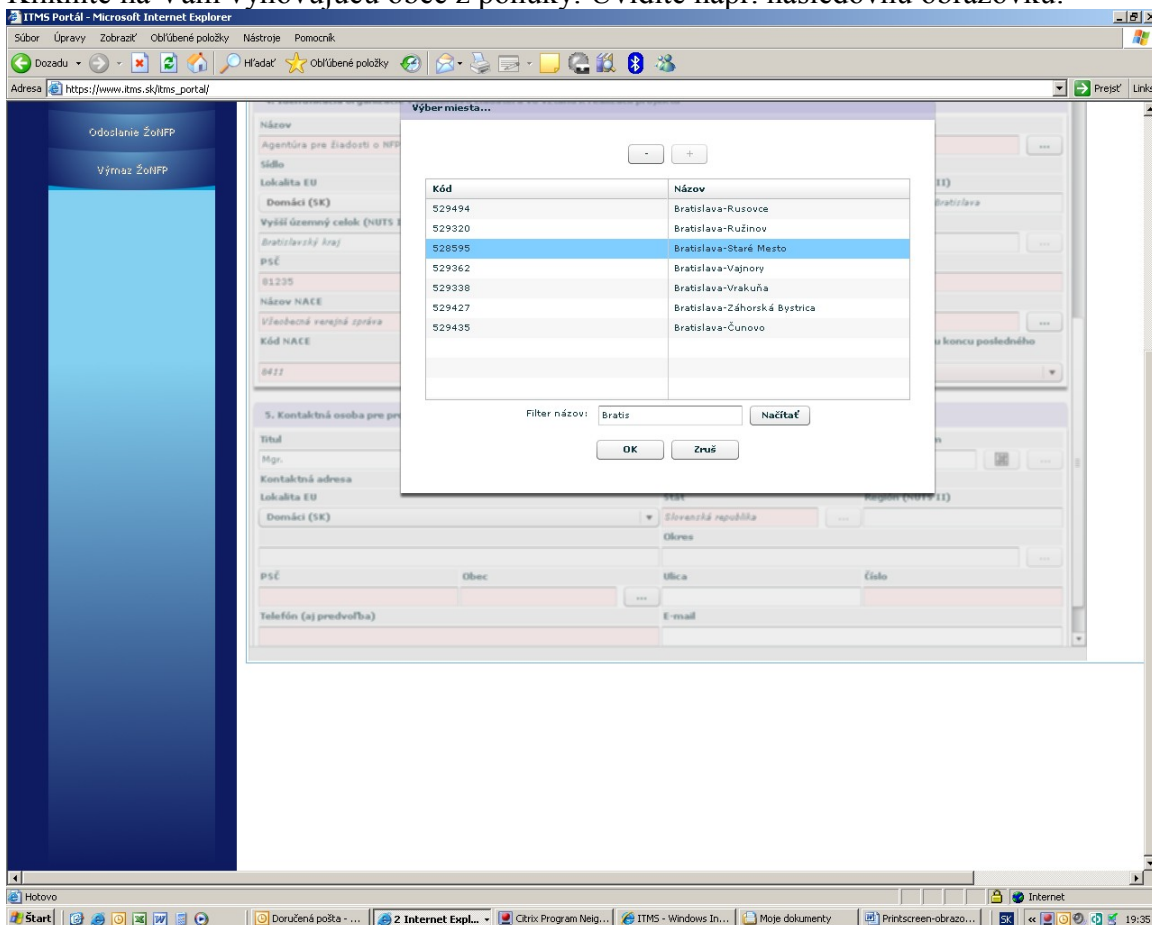 Kliknite na Vám vyhovujúcu obec z ponuky. Uvidíte napr. nasledovnú obrazovku:
ITMS Portál - Microsoft Internet Explorer
Súbor Úpravy Zobraziť Obľúbené položky Nástroje Pomocník
Dozadu Hľadať Obľúbené položky
Adresa https://www.itms.sk/itms_portal/ Prejsť Links
Výber miesta...
Odoslanie ŽoNFP
Výmaz ŽoNFP
Názov
Agentúra pre žiadosti o NFP ...
Sídlo
Lokalita EU II)
Domáci (SK) Bratislava
Vyšší územný celok (NUTS
Bratislavský kraj ...
PSČ
81235
Názov NACE
Všeobecná verejná správa ...
Kód NACE u koncu posledného
8411
- +
Kód Názov
529494 Bratislava-Rusovce
529320 Bratislava-Ružinov
528595 Bratislava-Staré Mesto
529362 Bratislava-Vajnory
529338 Bratislava-Vrakuňa
529427 Bratislava-Záhorská Bystrica
529435 Bratislava-Čunovo
Filter názov: Bratis Načítať
OK Zruš
5. Kontaktná osoba pre
Titul
Mgr. ...
Kontaktná adresa
Lokalita EU Štát Región (NUTS II)
Domáci (SK) Slovenská republika ...
Okres
...
PSČ Obec Ulica Číslo
...
Telefón (aj predvoľba) E-mail
Hotovo Internet
Štart Doručená pošta - ... 2 Internet Expl... Citrix Program Neig... ITMS - Windows In... Moje dokumenty Printscreen-obrazo... SK 19:35